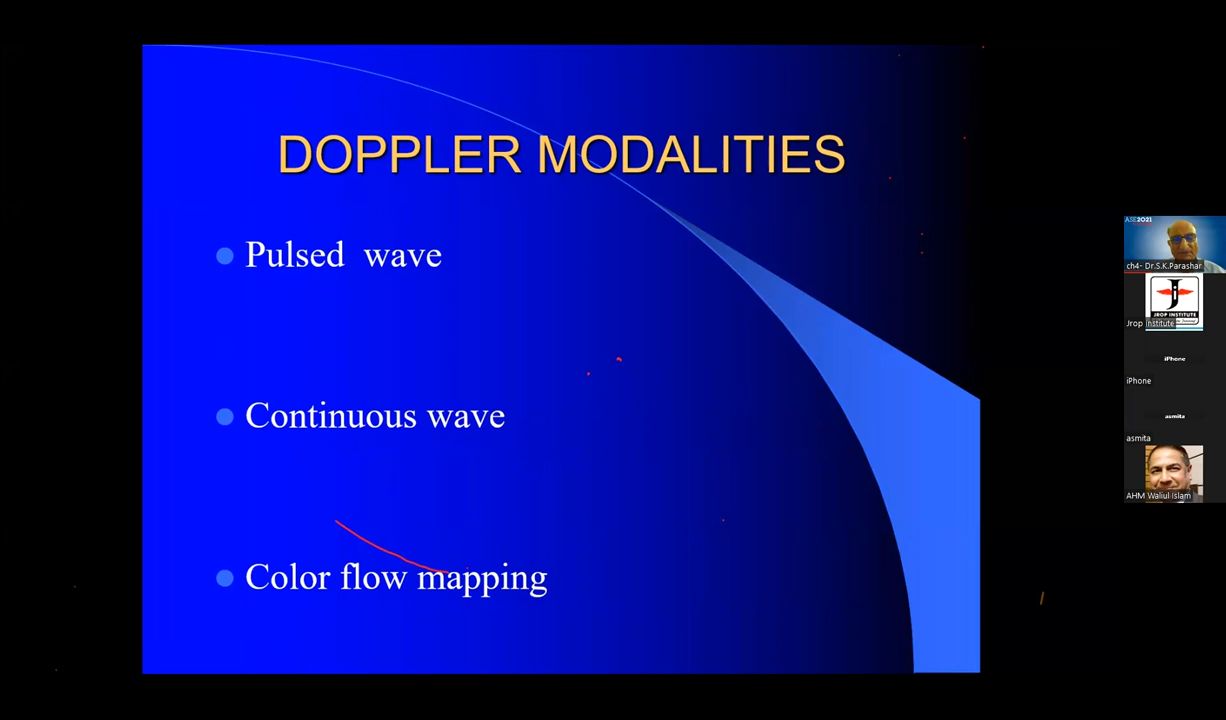 DOPPLER MODALITIES
Pulsed wave
Continuous wave
Color flow mapping
ASE2021
ch4- Dr.S.K.Parashar
JROP INSTITUTE
Jrop Institute
iPhone
iPhone
asmita
asmita
AHM Waliul Islam